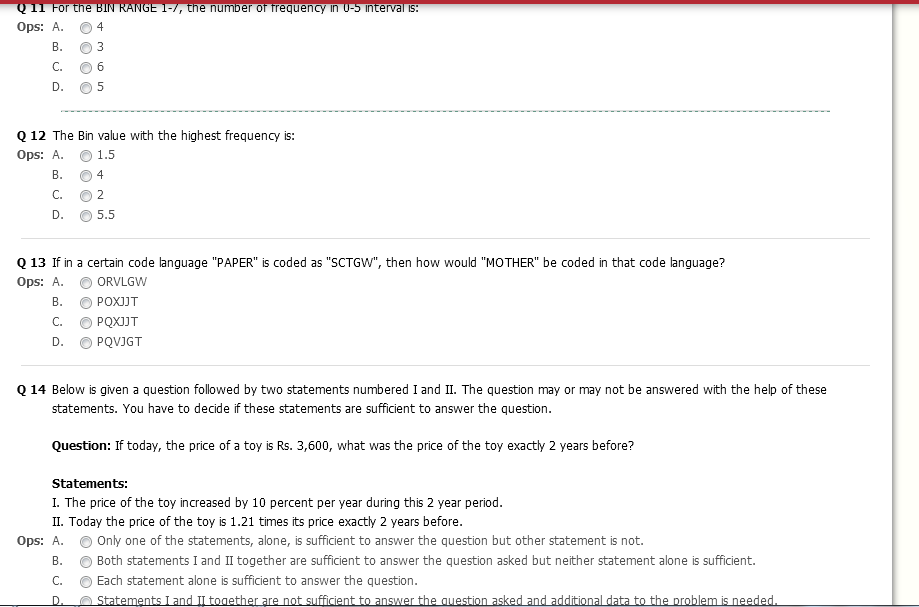 Q 11 For the BIN RANGE 1-7, the number of frequency in 0-5 interval is:
Ops: A. 4
B. 3
C. 6
D. 5
Q 12 The Bin value with the highest frequency is:
Ops: A. 1.5
B. 4
C. 2
D. 5.5
Q 13 If in a certain code language "PAPER" is coded as "SCTGW", then how would "MOTHER" be coded in that code language?
Ops: A. ORVLGW
B. POXJJT
C. PQXJJT
D. PQVJGT
Q 14 Below is given a question followed by two statements numbered I and II. The question may or may not be answered with the help of these
statements. You have to decide if these statements are sufficient to answer the question.
Question: If today, the price of a toy is Rs. 3,600, what was the price of the toy exactly 2 years before?
Statements:
I. The price of the toy increased by 10 percent per year during this 2 year period.
II. Today the price of the toy is 1.21 times its price exactly 2 years before.
Ops: A. Only one of the statements, alone, is sufficient to answer the question but other statement is not.
B. Both statements I and II together are sufficient to answer the question asked but neither statement alone is sufficient.
C. Each statement alone is sufficient to answer the question.
D. Statements I and II together are not sufficient to answer the question asked and additional data to the problem is needed.